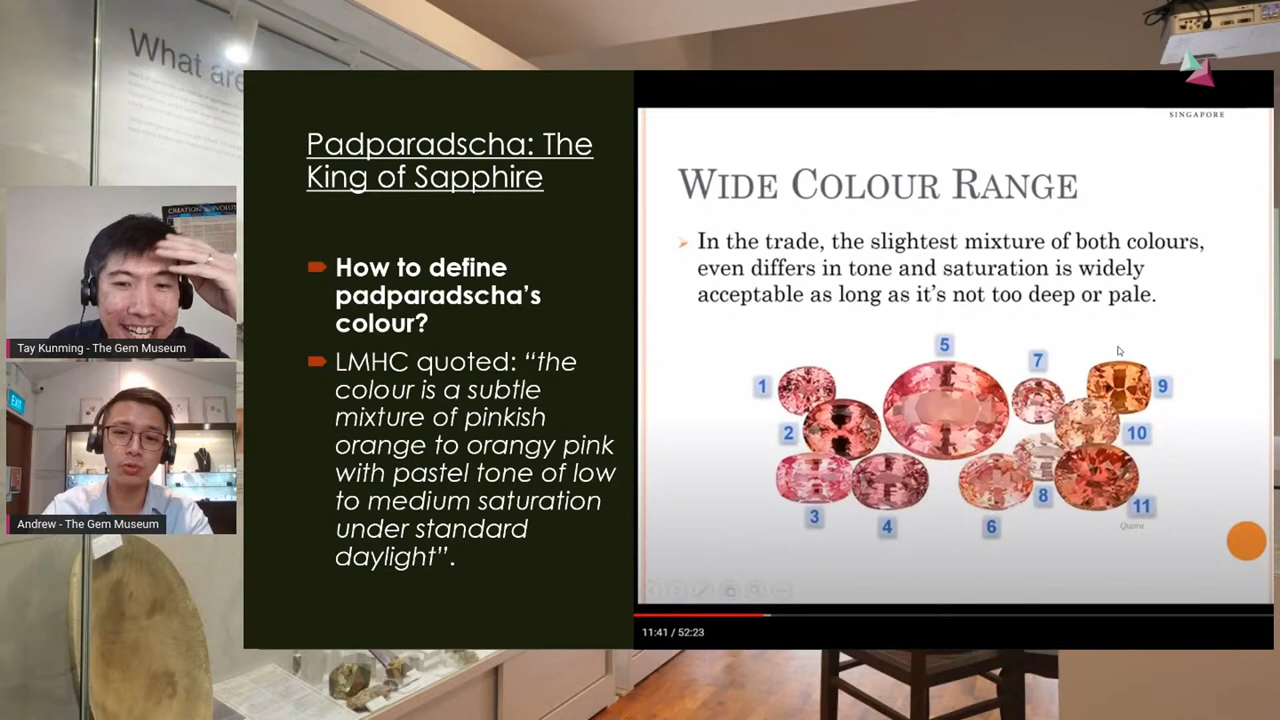 What are
CREATION
EVOLU
EXIT
Tay Kunming - The Gem Museum
Andrew - The Gem Museum
Padparadscha: The
King of Sapphire
How to define
padparadscha’s
colour?
LMHC quoted: “the
colour is a subtle
mixture of pinkish
orange to orangy pink
with pastel tone of low
to medium saturation
under standard
daylight”.
SINGAPORE
WIDE COLOUR RANGE
In the trade, the slightest mixture of both colours,
even differs in tone and saturation is widely
acceptable as long as it’s not too deep or pale.
1
2
3
4
5
6
7
8
9
10
11
11:41 / 52:23